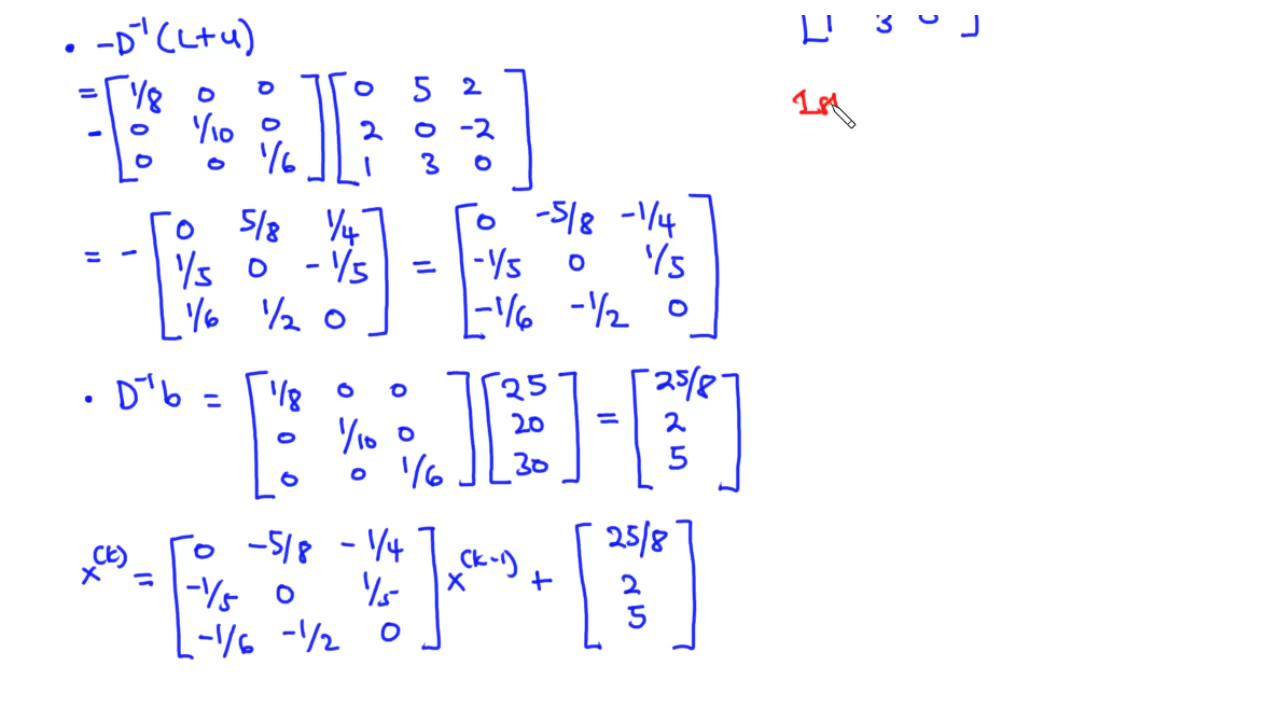 • -D⁻¹(L+U)
= - [1/8 0 0; 0 1/10 0; 0 0 1/6] [0 5 2; 2 0 -2; 1 3 0]
= - [0 5/8 1/4; 1/5 0 -1/5; 1/6 1/2 0] = [0 -5/8 -1/4; -1/5 0 1/5; -1/6 -1/2 0]
• D⁻¹b = [1/8 0 0; 0 1/10 0; 0 0 1/6] [25; 20; 30] = [25/8; 2; 5]
x⁽ᵏ⁾ = [0 -5/8 -1/4; -1/5 0 1/5; -1/6 -1/2 0] x⁽ᵏ⁻¹⁾ + [25/8; 2; 5]
1 3 0